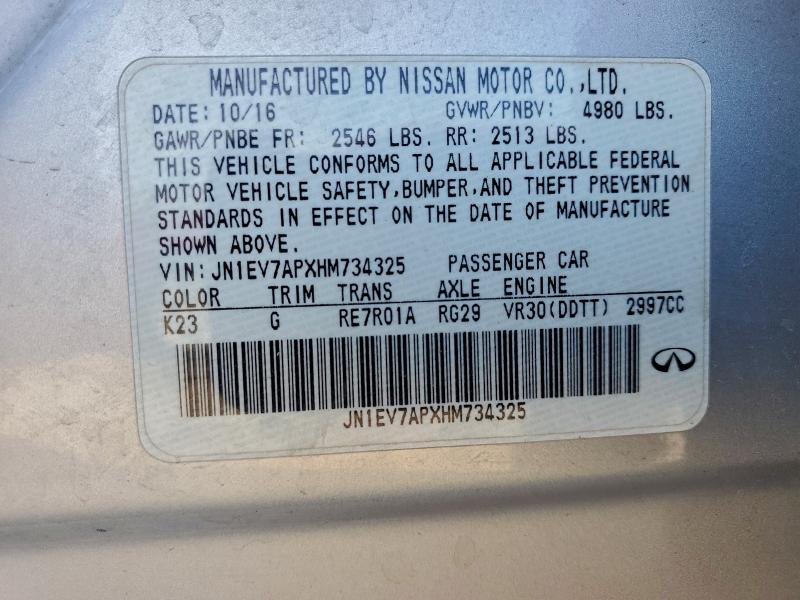 MANUFACTURED BY NISSAN MOTOR CO.,LTD.
DATE: 10/16 GVWR/PNBV: 4980 LBS.
GAWR/PNBE FR: 2546 LBS. RR: 2513 LBS.
THIS VEHICLE CONFORMS TO ALL APPLICABLE FEDERAL
MOTOR VEHICLE SAFETY,BUMPER,AND THEFT PREVENTION
STANDARDS IN EFFECT ON THE DATE OF MANUFACTURE
SHOWN ABOVE.
VIN: JN1EV7APXHM734325 PASSENGER CAR
COLOR TRIM TRANS AXLE ENGINE
K23 G RE7R01A RG29 VR30(DDTT) 2997CC
JN1EV7APXHM734325